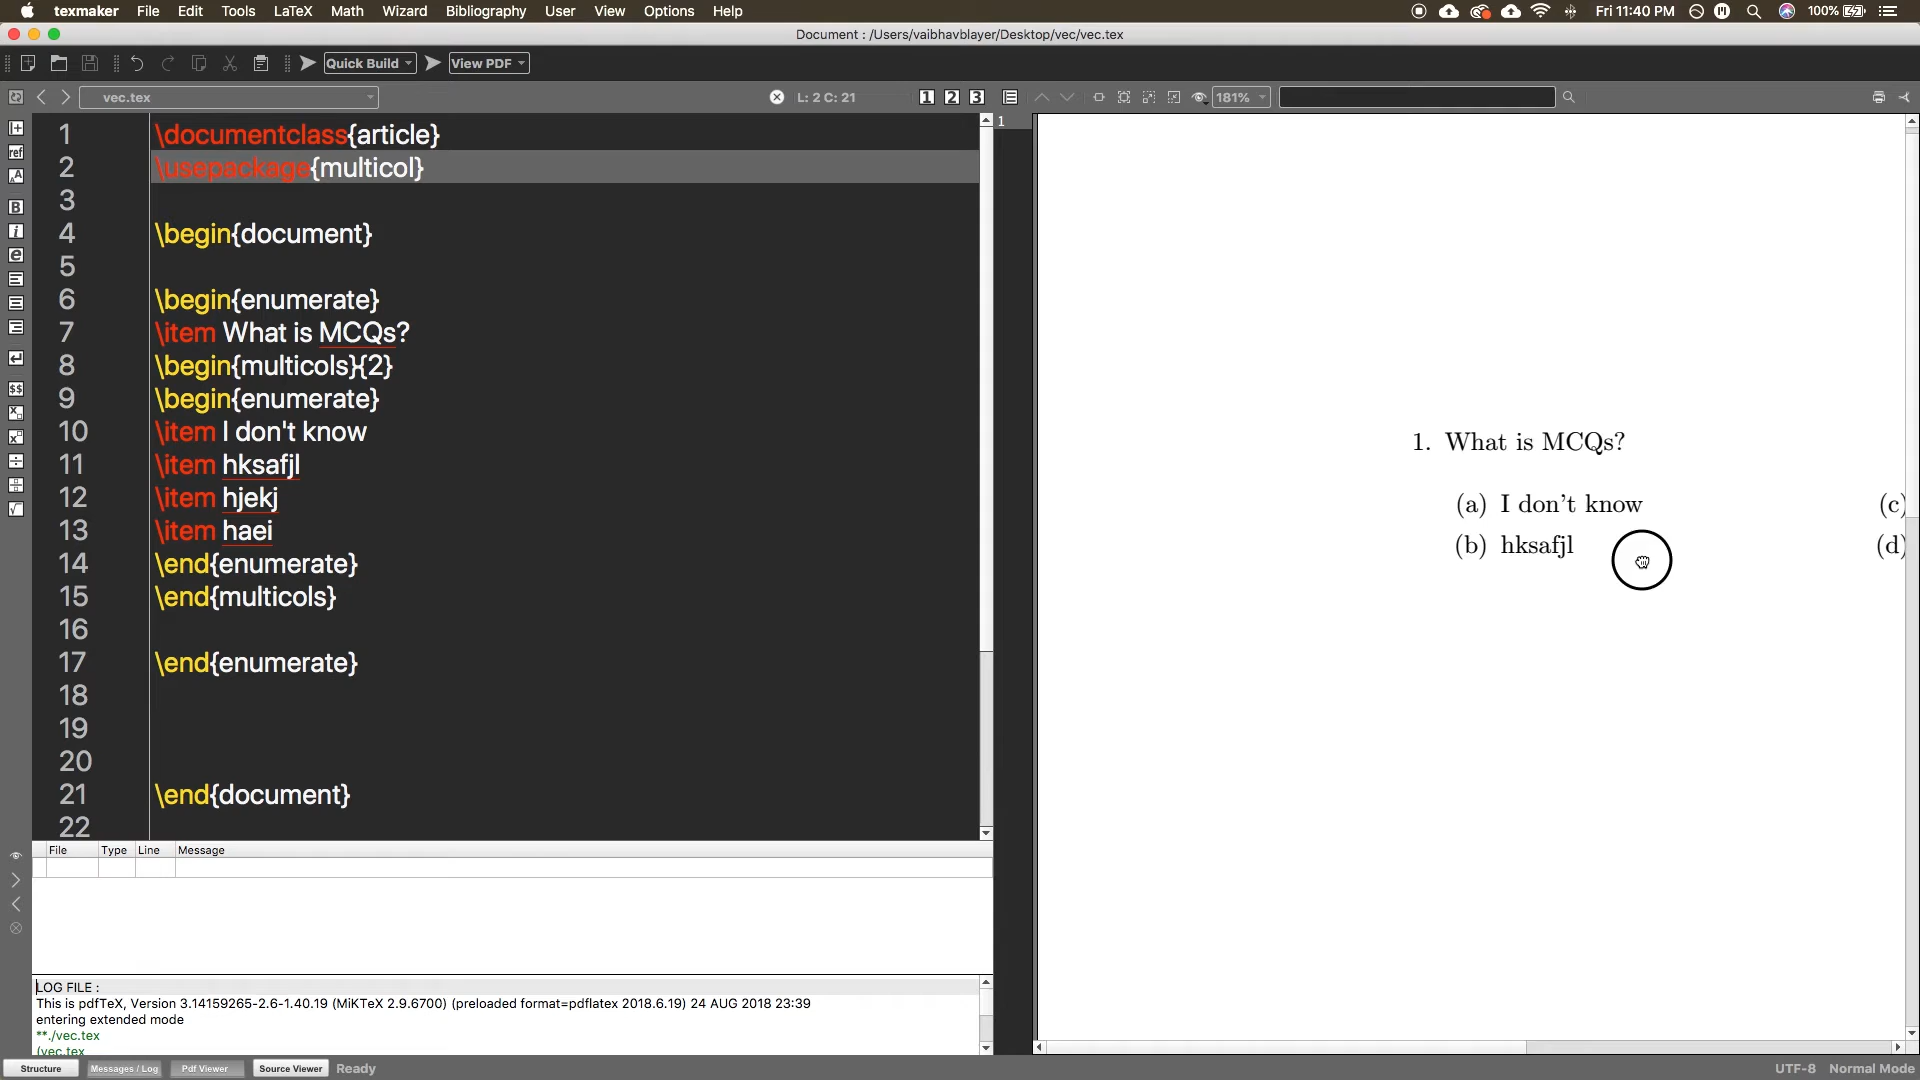 texmaker File Edit Tools LaTeX Math Wizard Bibliography User View Options Help Fri 11:40 PM 100%
Document : /Users/vaibhavblayer/Desktop/vec/vec.tex
Quick Build View PDF
vec.tex L: 2 C: 21 1 2 3 181%
1 \documentclass{article}
2 \usepackage{multicol}
3
4 \begin{document}
5
6 \begin{enumerate}
7 \item What is MCQs?
8 \begin{multicols}{2}
9 \begin{enumerate}
10 \item I don't know
11 \item hksafjl
12 \item hjekj
13 \item haei
14 \end{enumerate}
15 \end{multicols}
16
17 \end{enumerate}
18
19
20
21 \end{document}
22
1
1. What is MCQs?
(a) I don't know (c)
(b) hksafjl (d)
File Type Line Message
LOG FILE :
This is pdfTeX, Version 3.14159265-2.6-1.40.19 (MiKTeX 2.9.6700) (preloaded format=pdflatex 2018.6.19) 24 AUG 2018 23:39
entering extended mode
**./vec.tex
(vec.tex
Structure Messages / Log Pdf Viewer Source Viewer Ready UTF-8 Normal Mode